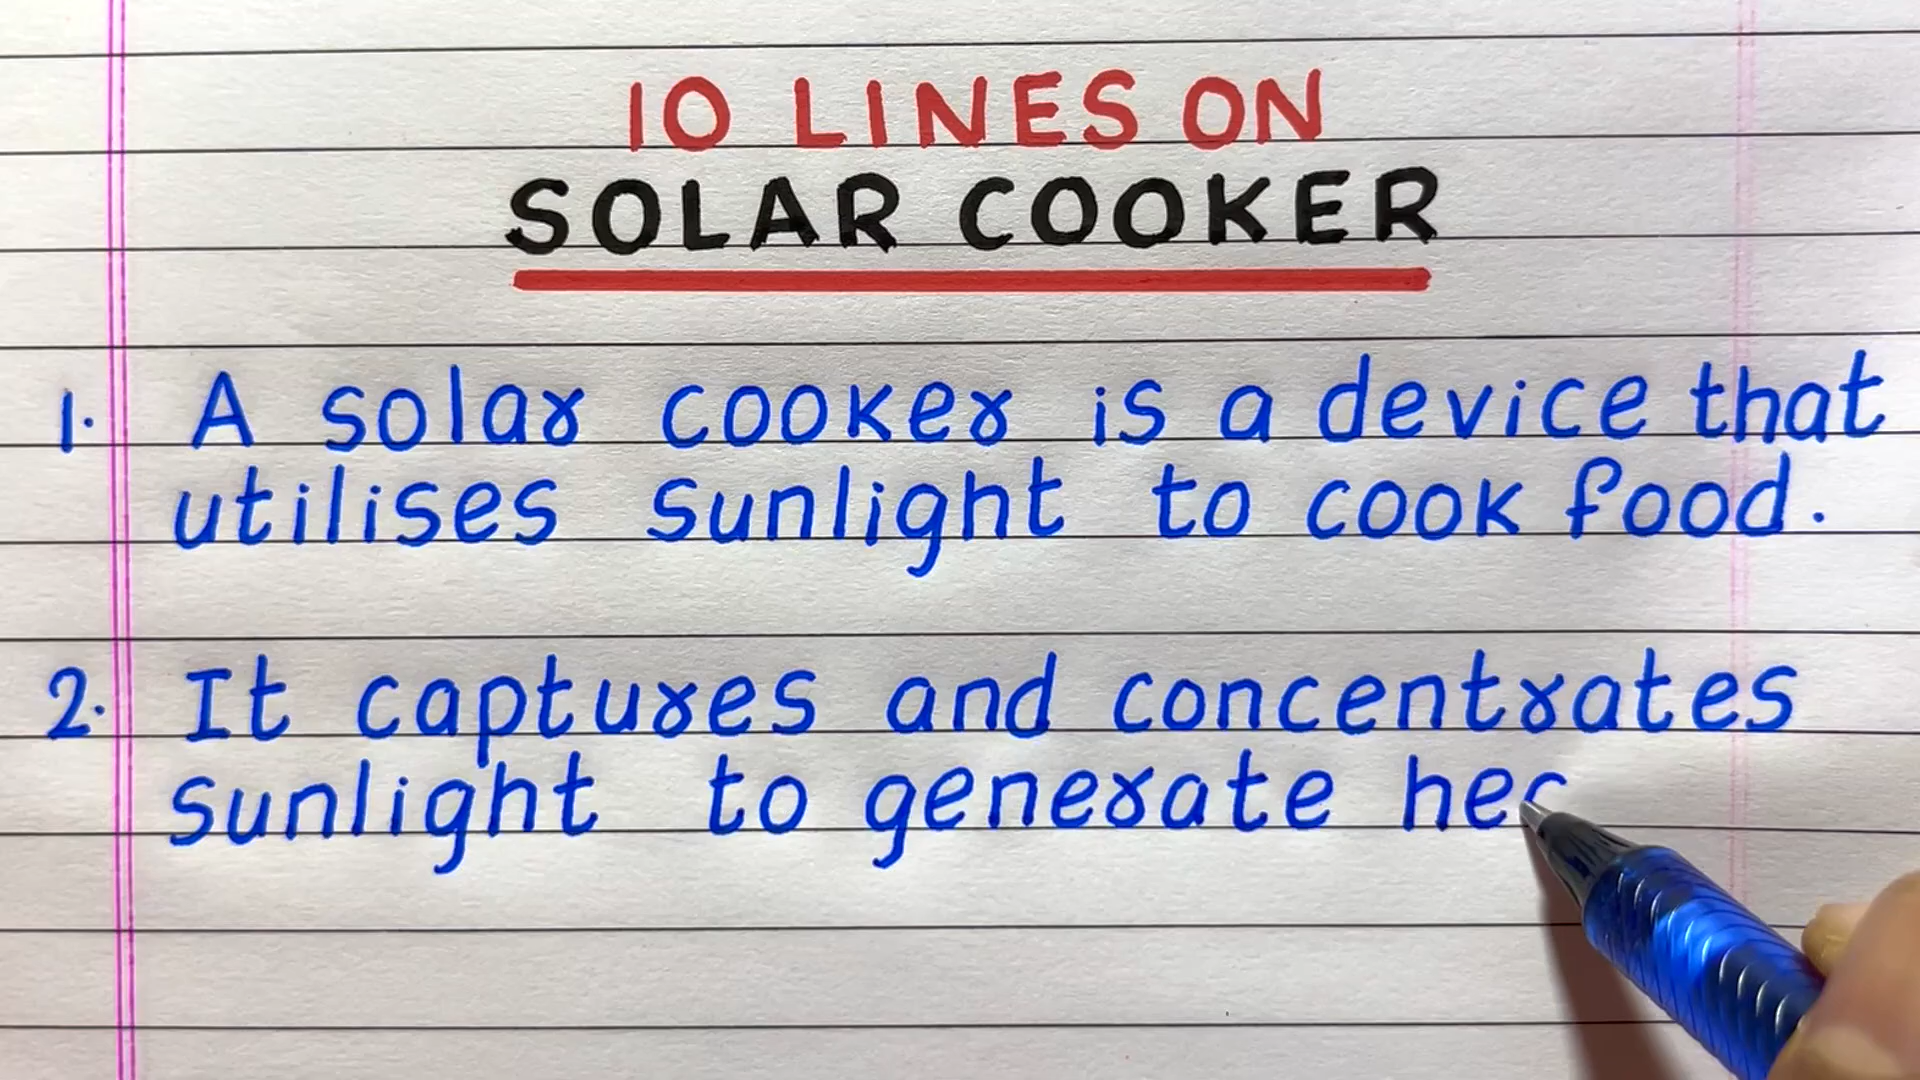 10 LINES ON
SOLAR COOKER
1. A solar cooker is a device that
utilises sunlight to cook food.
2. It captures and concentrates
sunlight to generate